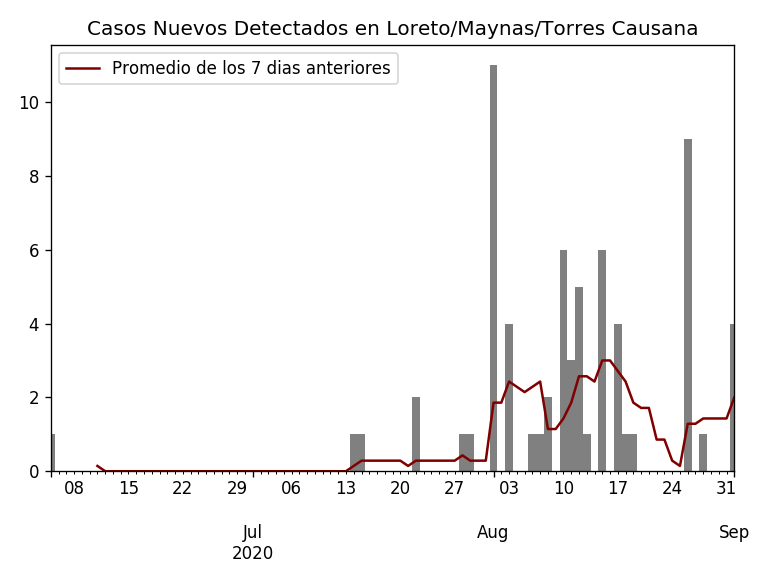 Casos Nuevos Detectados en Loreto/Maynas/Torres Causana
Promedio de los 7 dias anteriores
10
8
6
4
2
0
08 15 22 29 06 13 20 27 03 10 17 24 31
Jul Aug Sep
2020